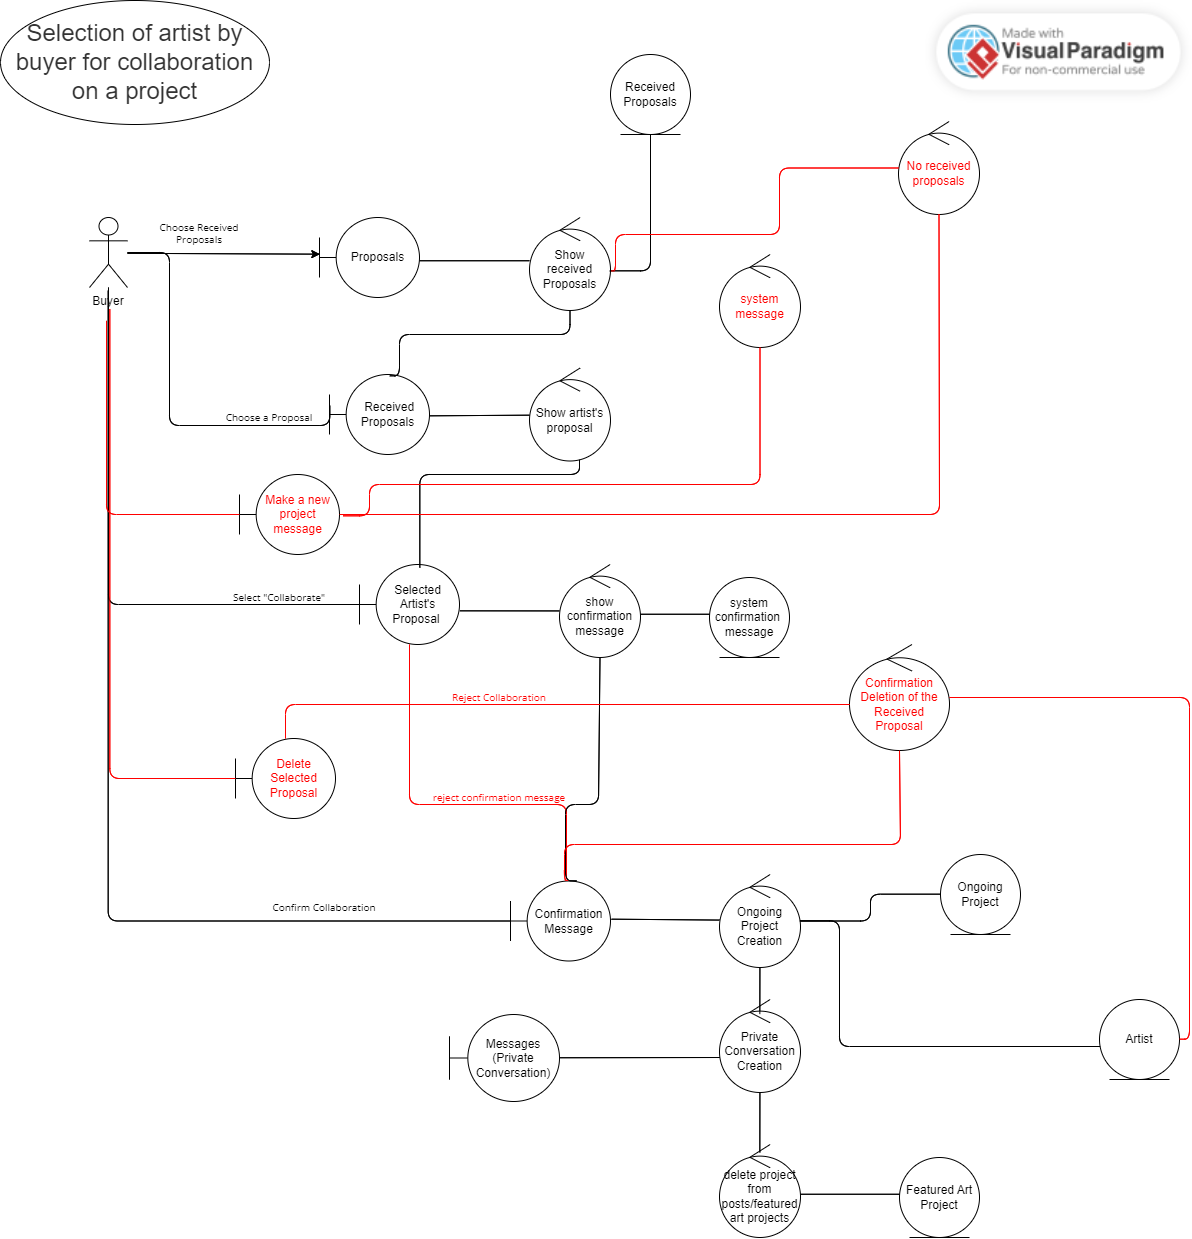 Selection of artist by
buyer for collaboration
on a project
Made with
VisualParadigm
For non-commercial use
Received
Proposals
No received
proposals
Choose Received
Proposals
Proposals
Show
received
Proposals
Buyer
system
message
Choose a Proposal
Received
Proposals
Show artist's
proposal
Make a new
project
message
Select "Collaborate"
Selected
Artist's
Proposal
show
confirmation
message
system
confirmation
message
Reject Collaboration
Confirmation
Deletion of the
Received
Proposal
Delete
Selected
Proposal
reject confirmation message
Confirm Collaboration
Confirmation
Message
Ongoing
Project
Creation
Ongoing
Project
Messages
(Private
Conversation)
Private
Conversation
Creation
Artist
delete project
from
posts/featured
art projects
Featured Art
Project